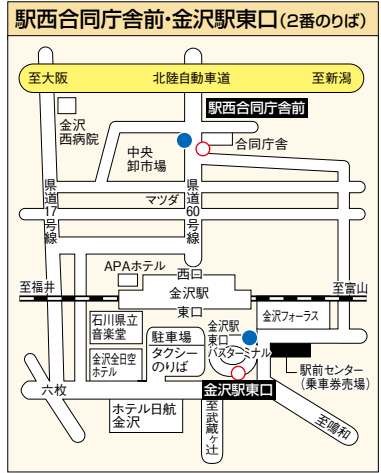 駅西合同庁舎前・金沢駅東口(2番のりば)
至大阪
北陸自動車道
至新潟
駅西合同庁舎前
金沢
西病院
中央
卸市場
合同庁舎
県道17号線
マツダ
県道60号線
APAホテル
西口
至福井
金沢駅
至富山
東口
石川県立
音楽堂
駐車場
タクシー
のりば
金沢駅
東口
バスターミナル
金沢フォーラス
金沢全日空
ホテル
駅前センター
(乗車券売場)
六枚
金沢駅東口
ホテル日航
金沢
至武蔵ヶ辻
至鳴和